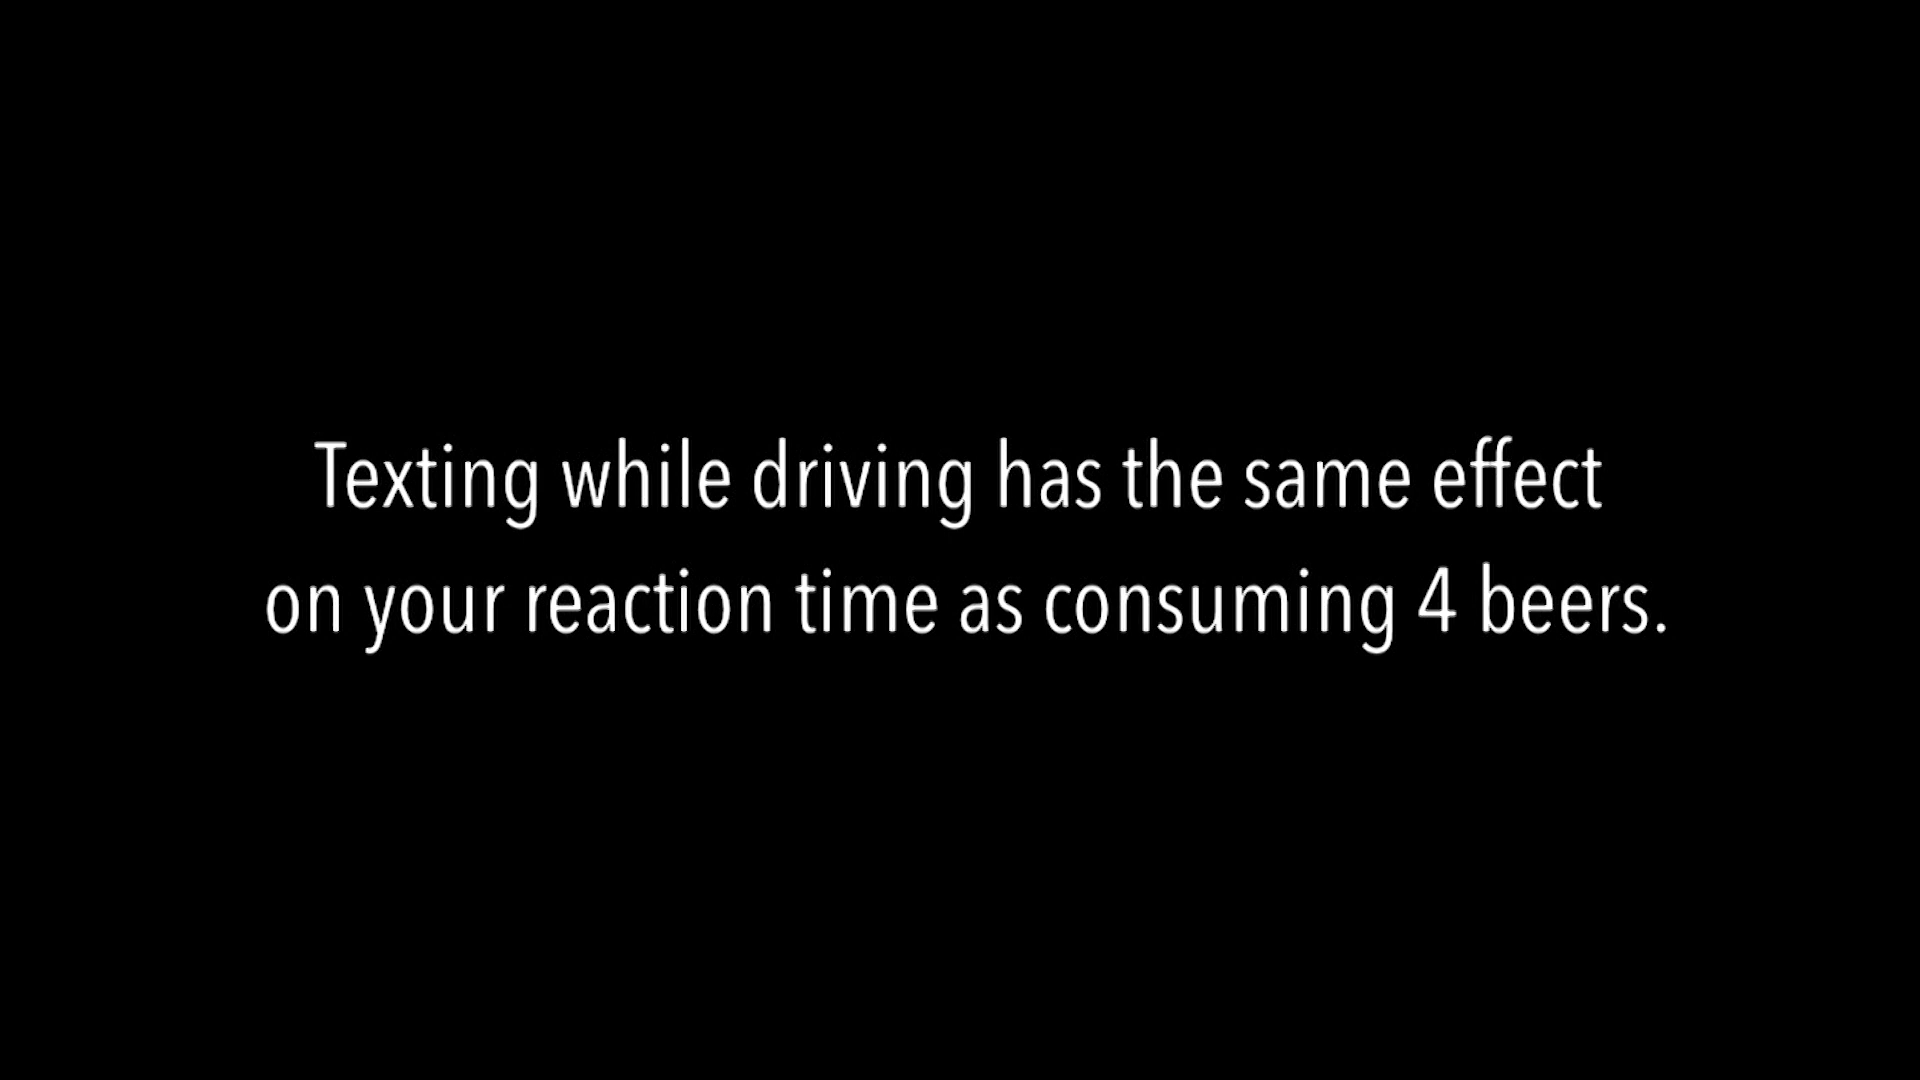 Texting while driving has the same effect
on your reaction time as consuming 4 beers.